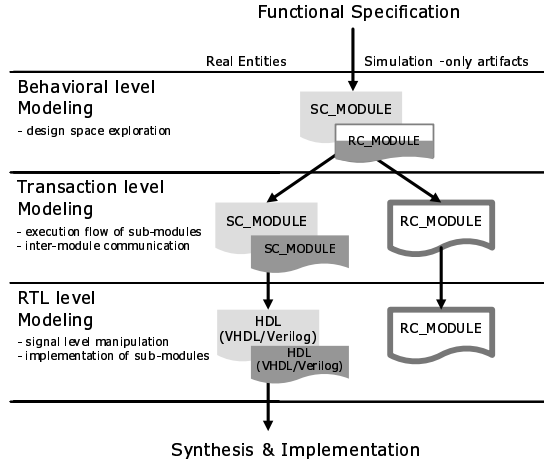 Functional Specification
Real Entities
Simulation -only artifacts
Behavioral level
Modeling
- design space exploration
SC_MODULE
RC_MODULE
Transaction level
Modeling
- execution flow of sub-modules
- inter-module communication
SC_MODULE
SC_MODULE
RC_MODULE
RTL level
Modeling
- signal level manipulation
- implementation of sub-modules
HDL
(VHDL/Verilog)
HDL
(VHDL/Verilog)
RC_MODULE
Synthesis & Implementation